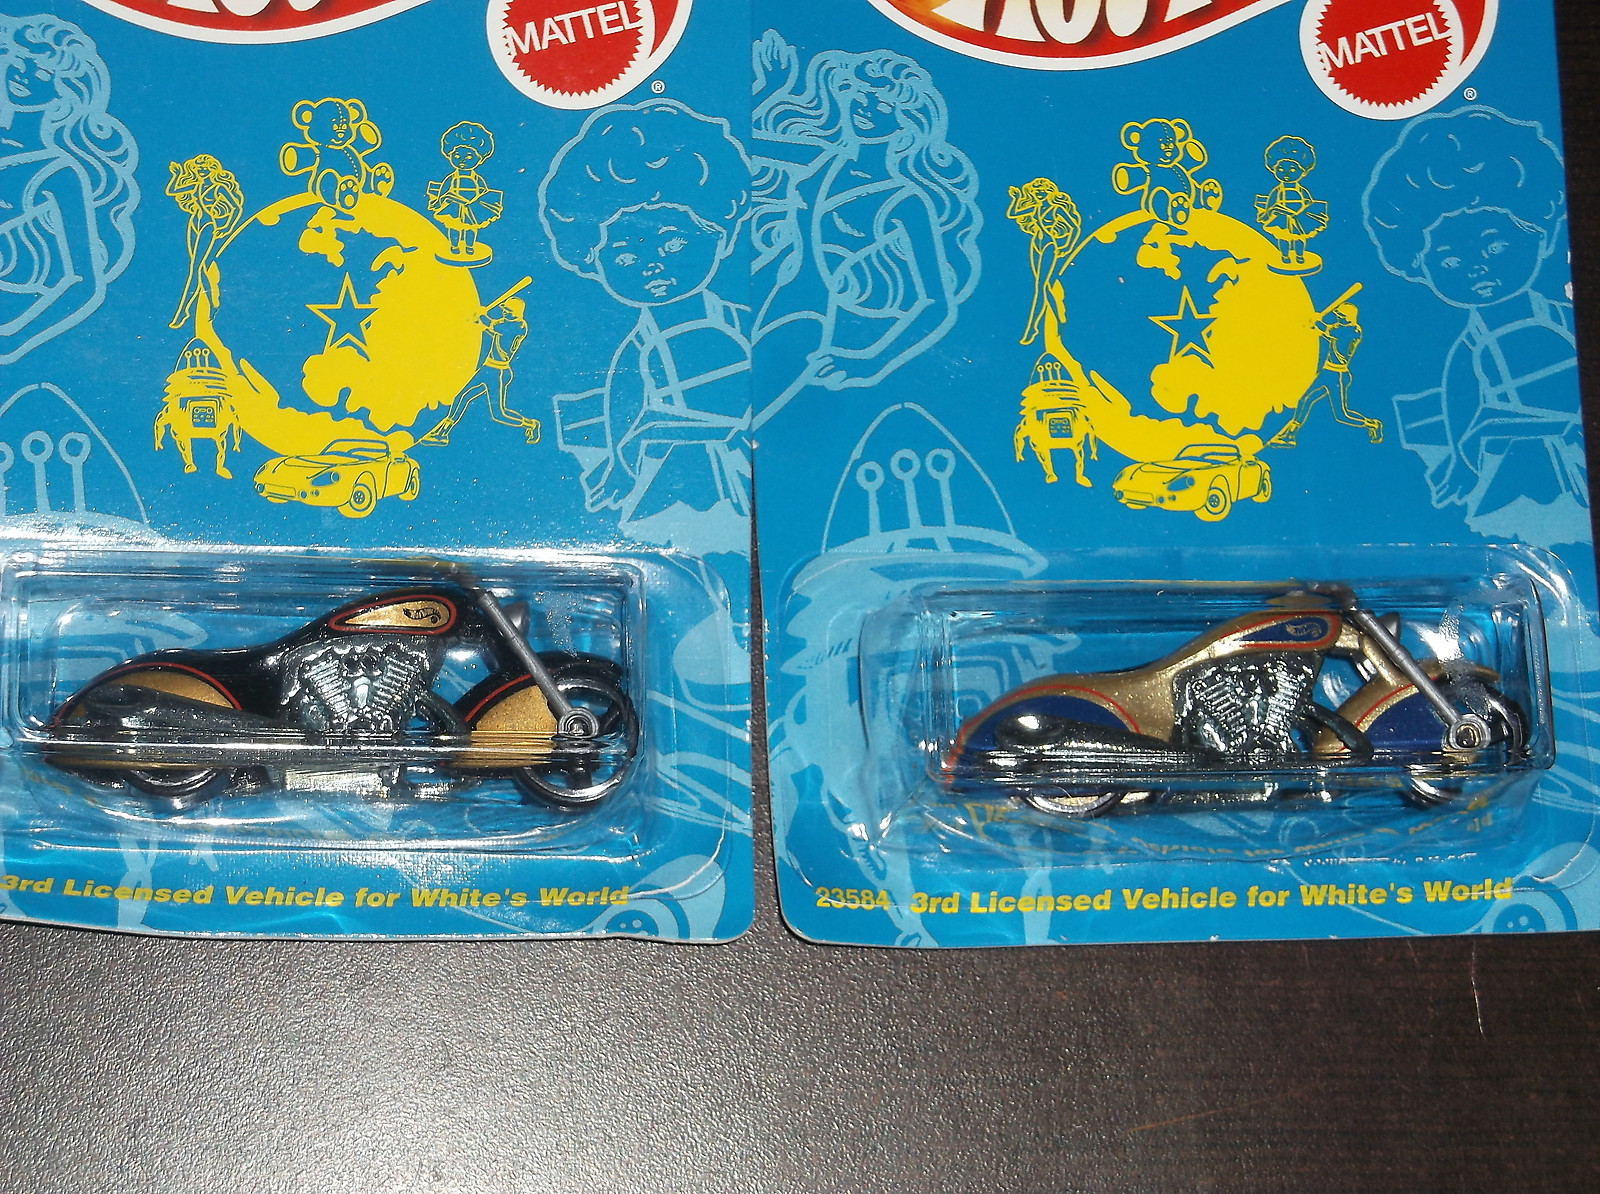 MATTEL
®
3rd Licensed Vehicle for White's World
MATTEL
®
23584 3rd Licensed Vehicle for White's World